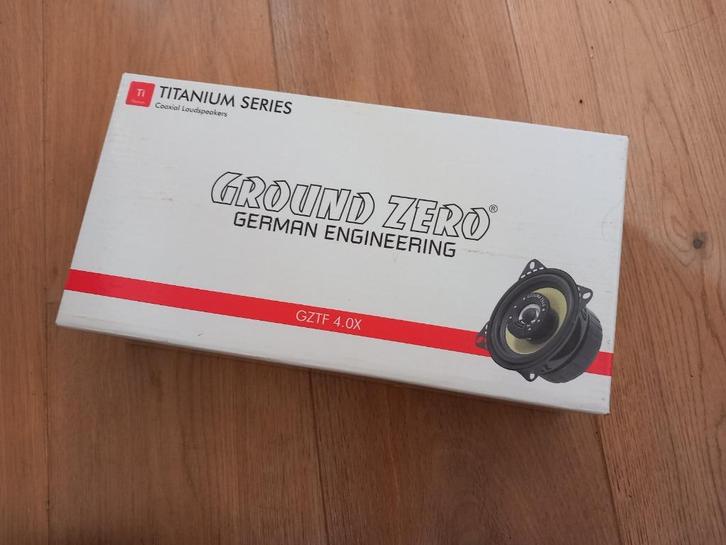 Ti
TITANIUM SERIES
Coaxial Loudspeakers
GROUND ZERO®
GERMAN ENGINEERING
GZTF 4.0X